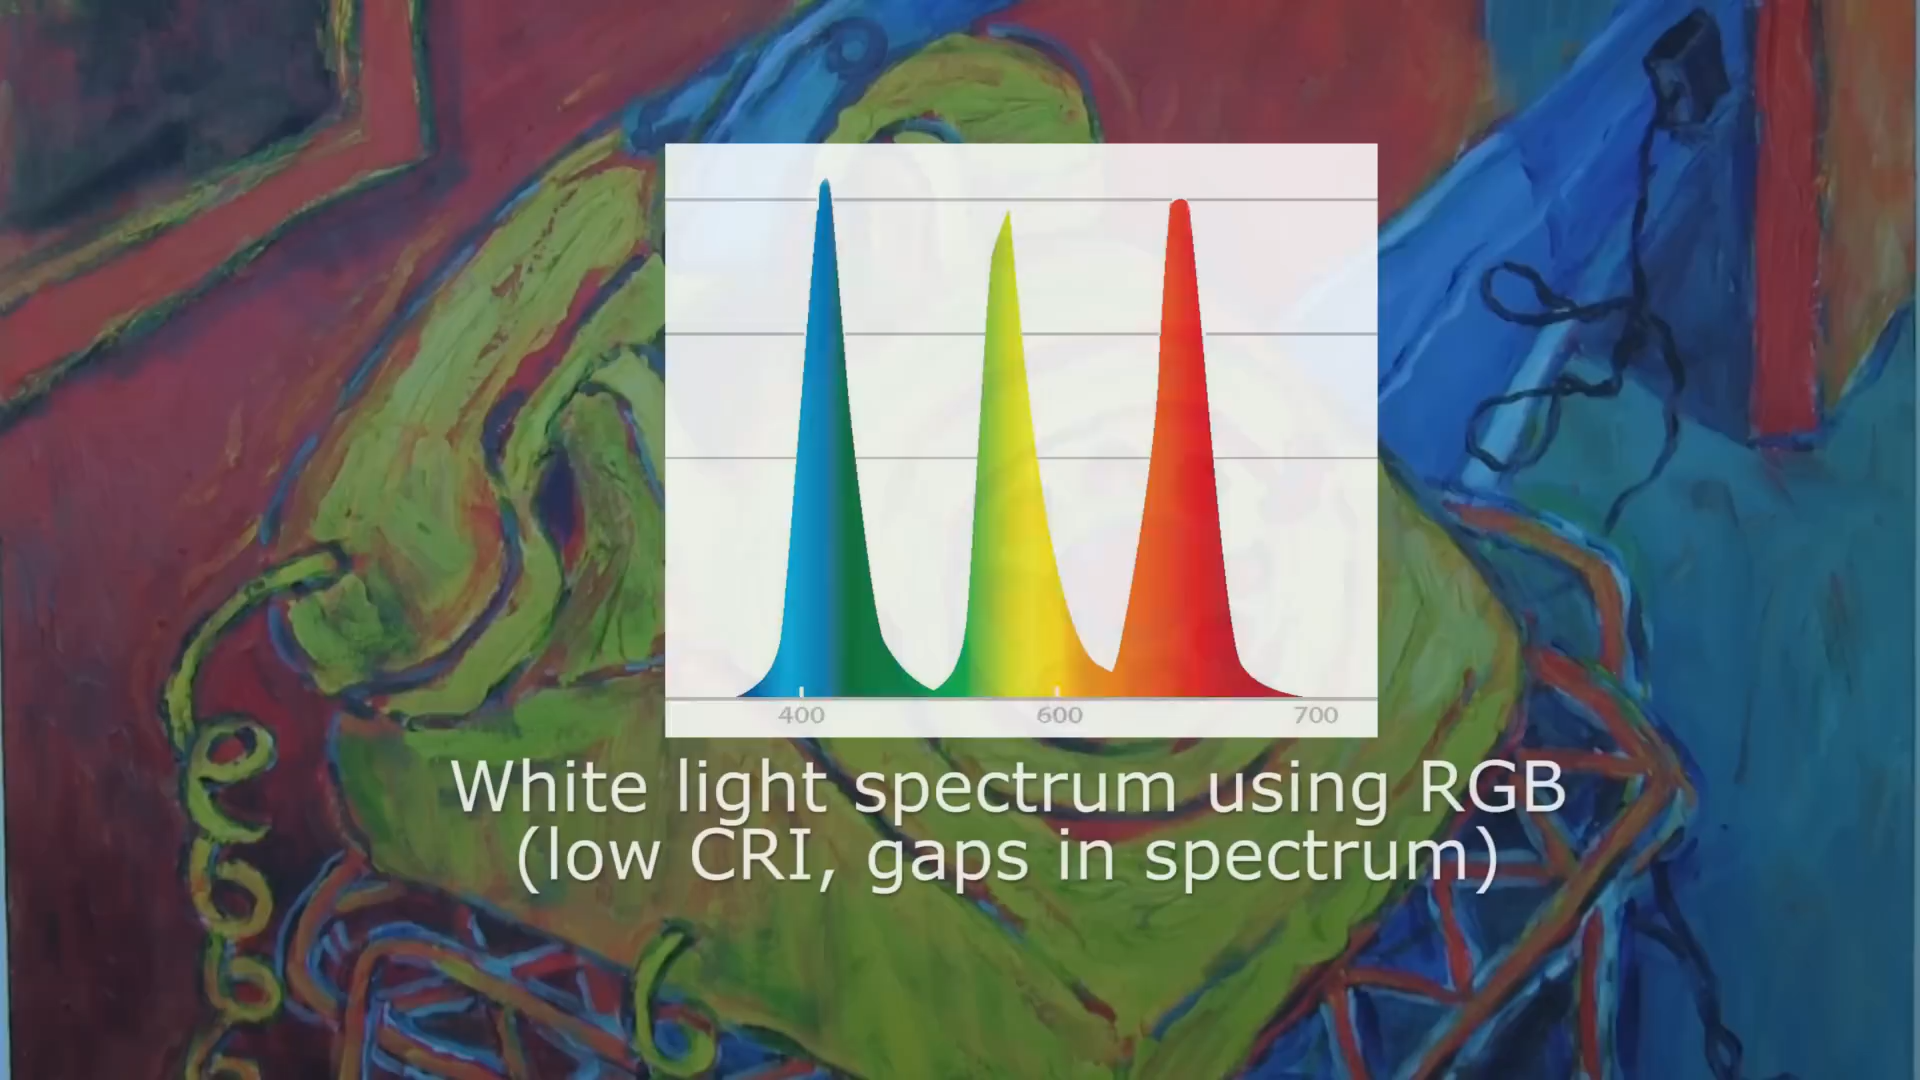 400 600 700
White light spectrum using RGB
(low CRI, gaps in spectrum)